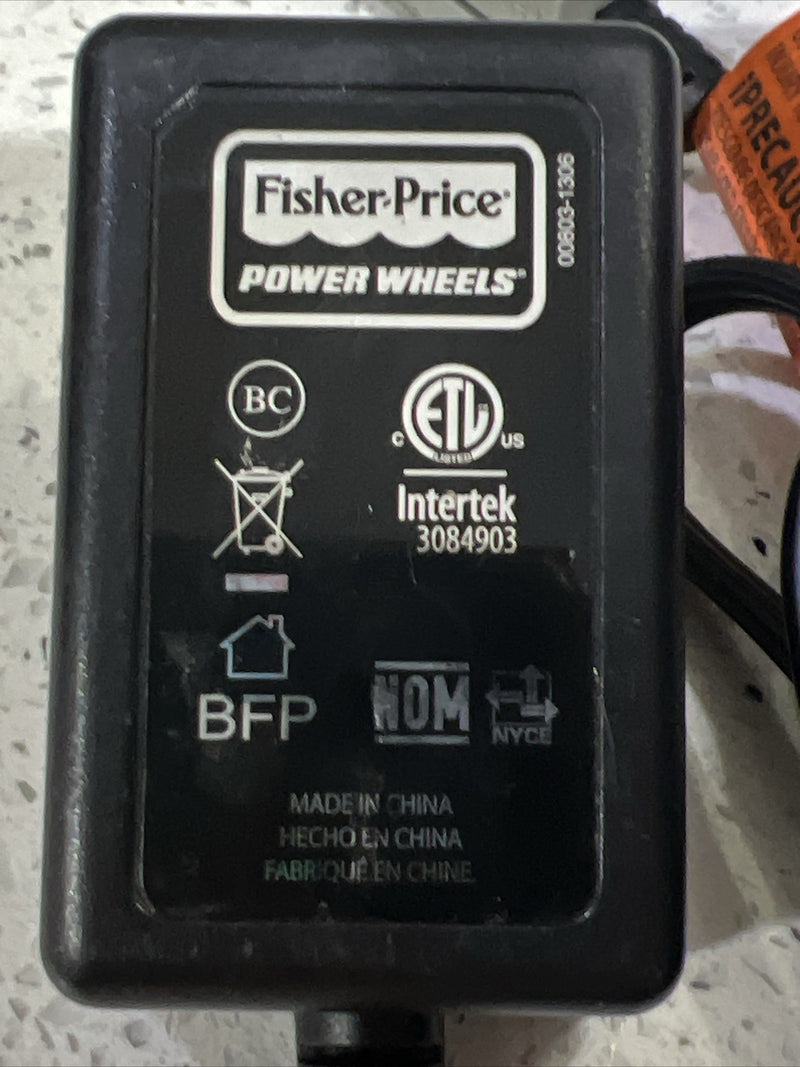 Fisher-Price®
POWER WHEELS®
00803-1306
BC
ETL
C US
LISTED
Intertek
3084903
BFP
NOM
NYCE
MADE IN CHINA
HECHO EN CHINA
FABRIQUÉ EN CHINE
¡PRECAUC